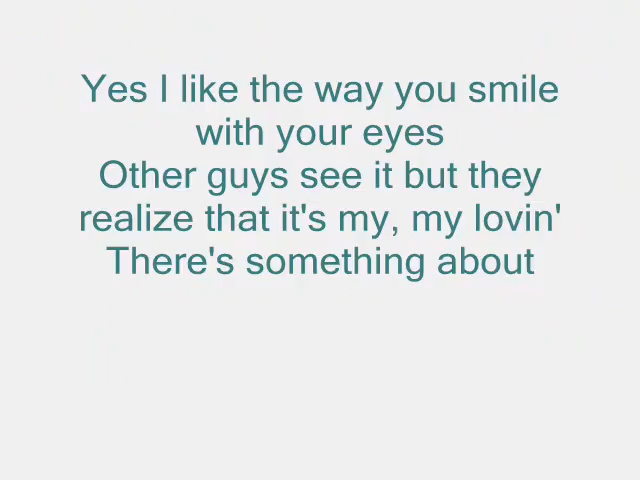 Yes I like the way you smile
with your eyes
Other guys see it but they
realize that it's my, my lovin'
There's something about